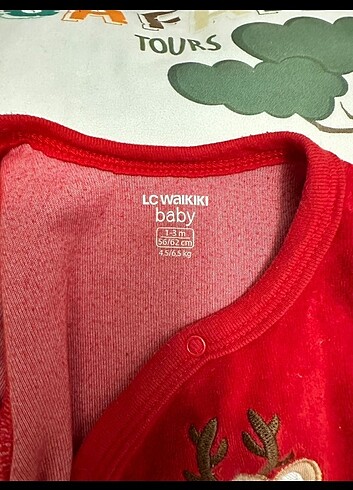 TOURS
LC WAIKIKI
baby
1-3 m
56/62 cm
4,5/6,5 kg